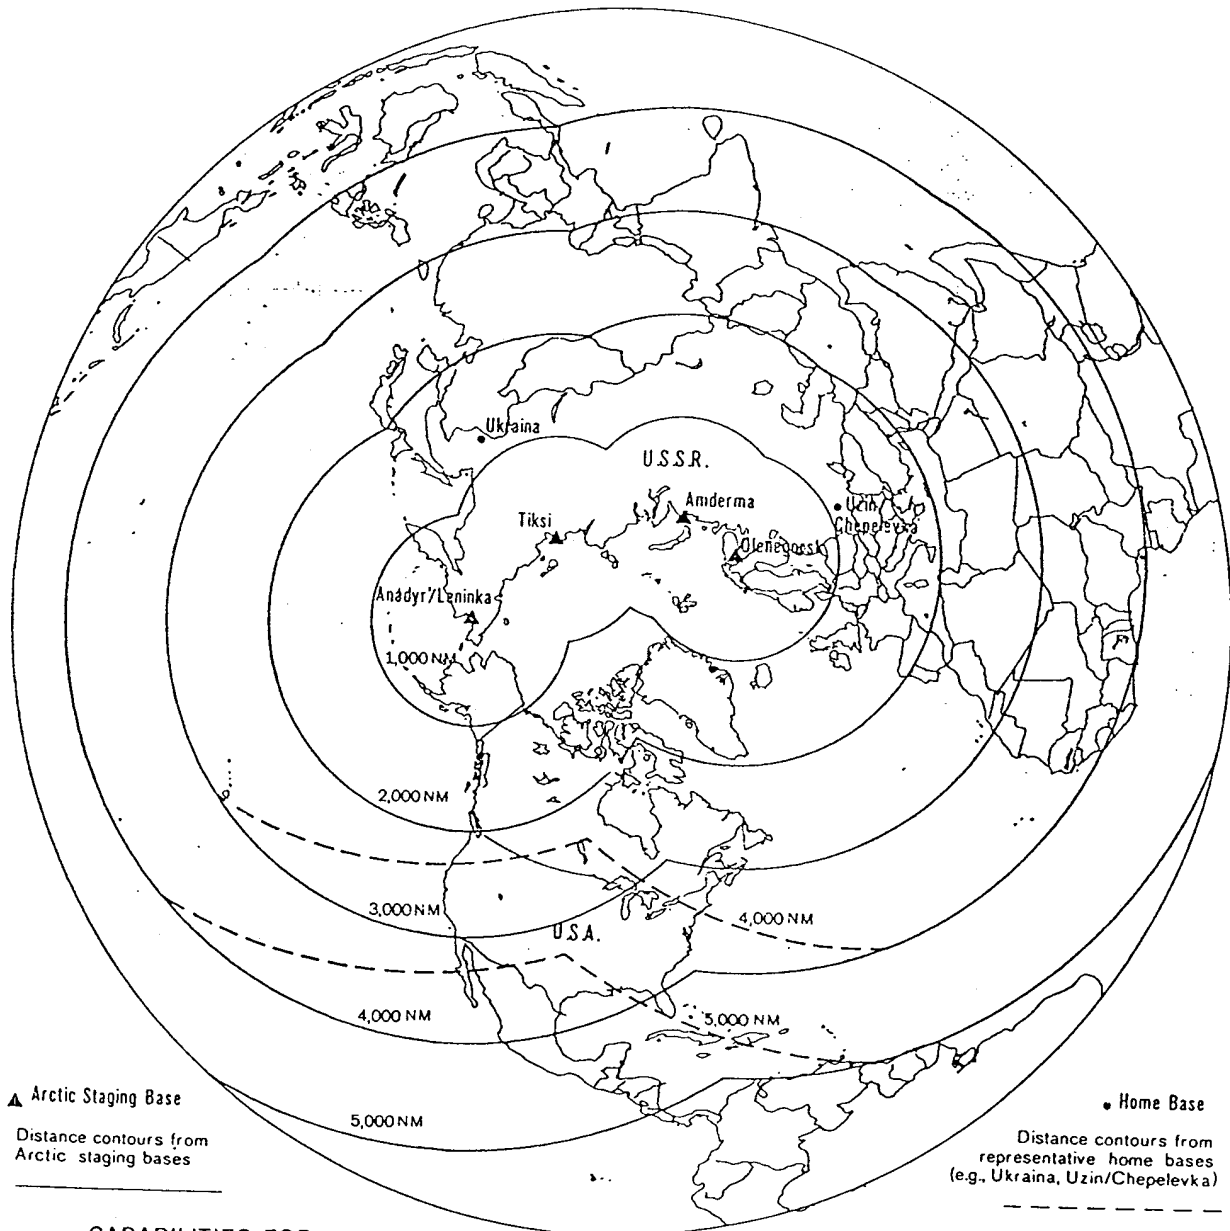 Ukraina
U.S.S.R.
Amderma
Tiksi
Uzin
Chepelevka
Olenegorsk
Anadyr'/Leninka
1,000 NM
2,000 NM
3,000 NM
4,000 NM
U.S.A.
4,000 NM
5,000 NM
5,000 NM
Arctic Staging Base
Distance contours from
Arctic staging bases
Home Base
Distance contours from
representative home bases
(e.g., Ukraina, Uzin/Chepelevka)